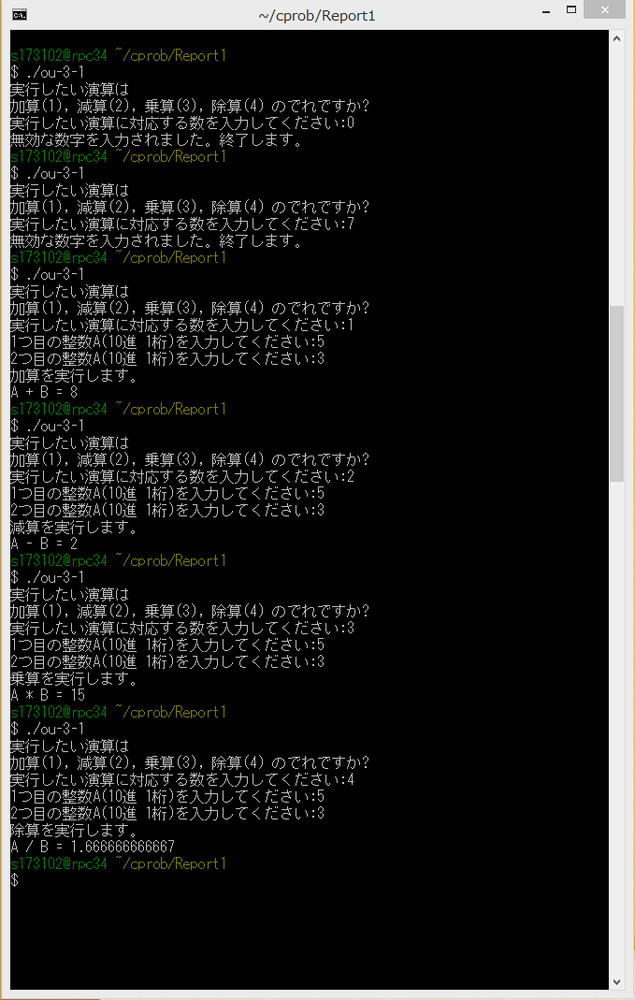 ~/cprob/Report1
s173102@rpc34 ~/cprob/Report1
$ ./ou-3-1
実行したい演算は
加算(1), 減算(2), 乗算(3), 除算(4) のでれですか?
実行したい演算に対応する数を入力してください:0
無効な数字を入力されました。終了します。
s173102@rpc34 ~/cprob/Report1
$ ./ou-3-1
実行したい演算は
加算(1), 減算(2), 乗算(3), 除算(4) のでれですか?
実行したい演算に対応する数を入力してください:7
無効な数字を入力されました。終了します。
s173102@rpc34 ~/cprob/Report1
$ ./ou-3-1
実行したい演算は
加算(1), 減算(2), 乗算(3), 除算(4) のでれですか?
実行したい演算に対応する数を入力してください:1
1つ目の整数A(10進 1桁)を入力してください:5
2つ目の整数A(10進 1桁)を入力してください:3
加算を実行します。
A + B = 8
s173102@rpc34 ~/cprob/Report1
$ ./ou-3-1
実行したい演算は
加算(1), 減算(2), 乗算(3), 除算(4) のでれですか?
実行したい演算に対応する数を入力してください:2
1つ目の整数A(10進 1桁)を入力してください:5
2つ目の整数A(10進 1桁)を入力してください:3
減算を実行します。
A - B = 2
s173102@rpc34 ~/cprob/Report1
$ ./ou-3-1
実行したい演算は
加算(1), 減算(2), 乗算(3), 除算(4) のでれですか?
実行したい演算に対応する数を入力してください:3
1つ目の整数A(10進 1桁)を入力してください:5
2つ目の整数A(10進 1桁)を入力してください:3
乗算を実行します。
A * B = 15
s173102@rpc34 ~/cprob/Report1
$ ./ou-3-1
実行したい演算は
加算(1), 減算(2), 乗算(3), 除算(4) のでれですか?
実行したい演算に対応する数を入力してください:4
1つ目の整数A(10進 1桁)を入力してください:5
2つ目の整数A(10進 1桁)を入力してください:3
除算を実行します。
A / B = 1.666666666667
s173102@rpc34 ~/cprob/Report1
$